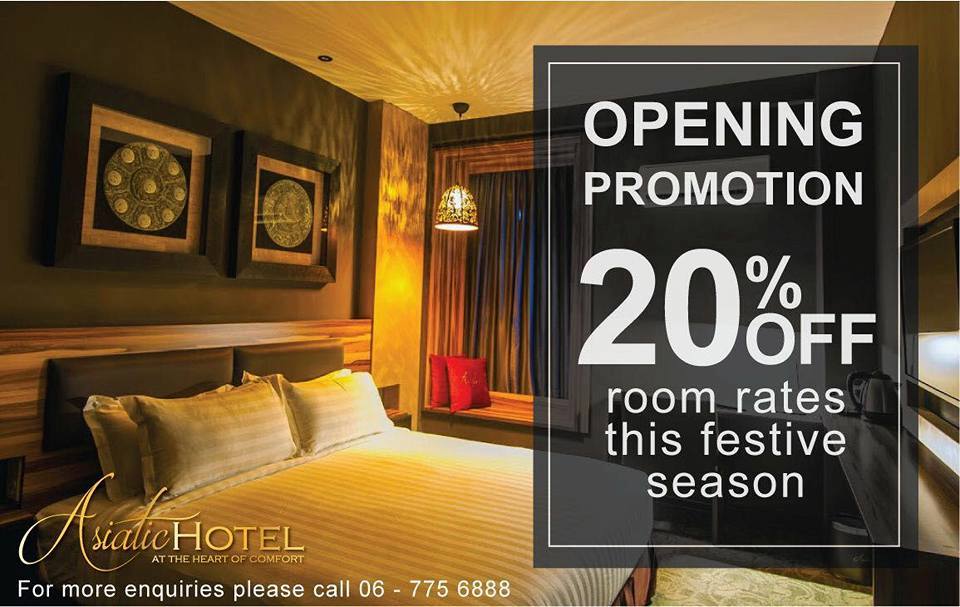 OPENING
PROMOTION
20% OFF
room rates
this festive
season
Asiatic HOTEL
AT THE HEART OF COMFORT
For more enquiries please call 06 - 775 6888